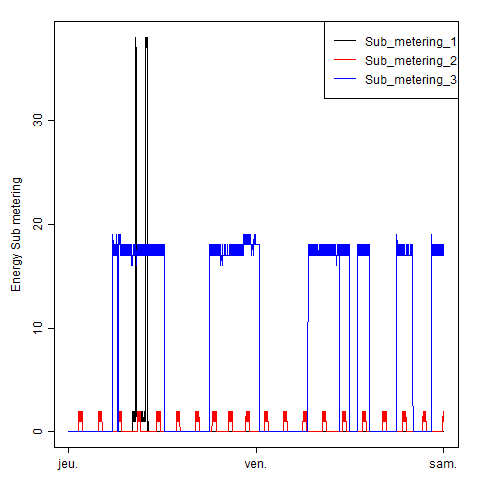 Sub_metering_1
Sub_metering_2
Sub_metering_3
Energy Sub metering
30
20
10
0
jeu.
ven.
sam.